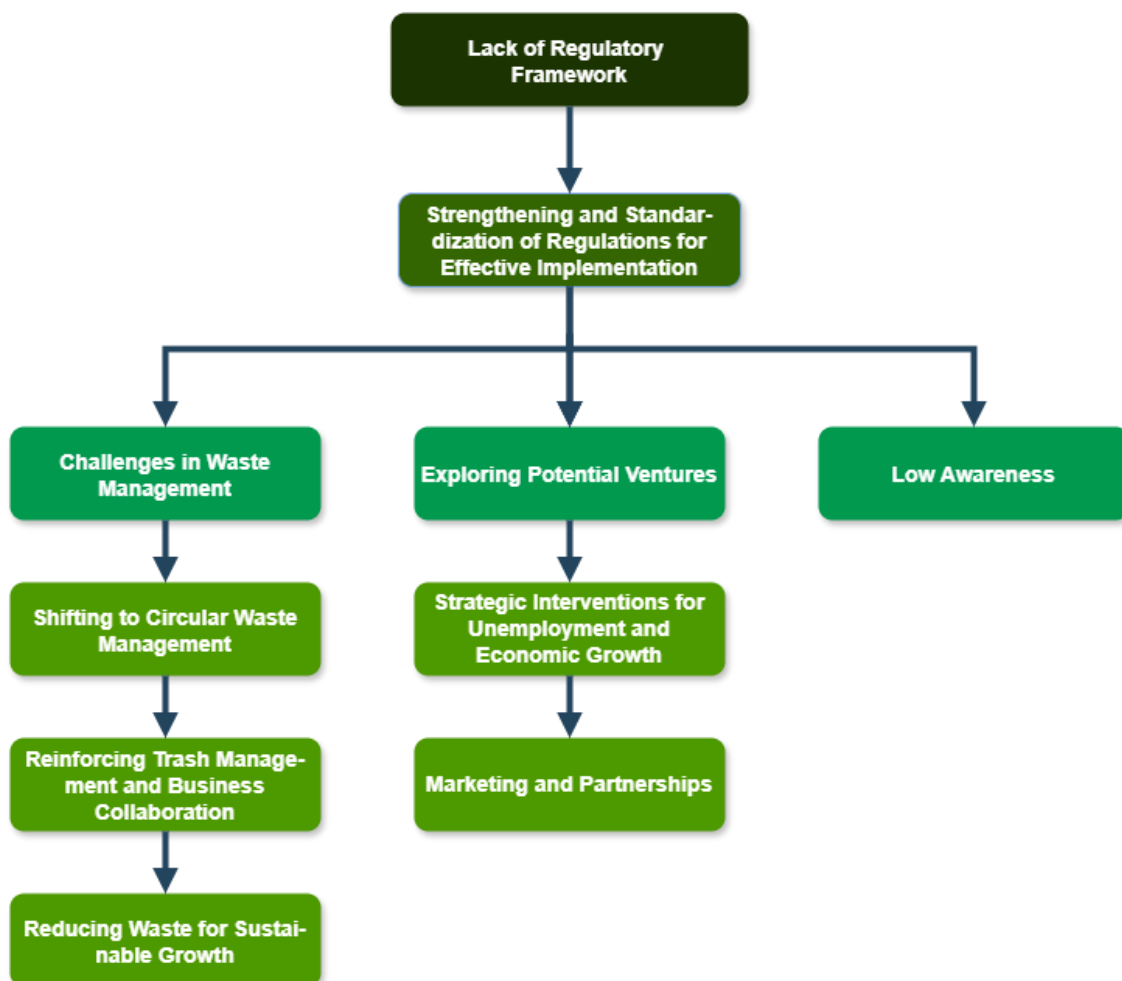 Lack of Regulatory
Framework
Strengthening and Standar-
dization of Regulations for
Effective Implementation
Challenges in Waste
Management
Exploring Potential Ventures
Low Awareness
Shifting to Circular Waste
Management
Strategic Interventions for
Unemployment and
Economic Growth
Reinforcing Trash Manage-
ment and Business
Collaboration
Marketing and Partnerships
Reducing Waste for Sustai-
nable Growth